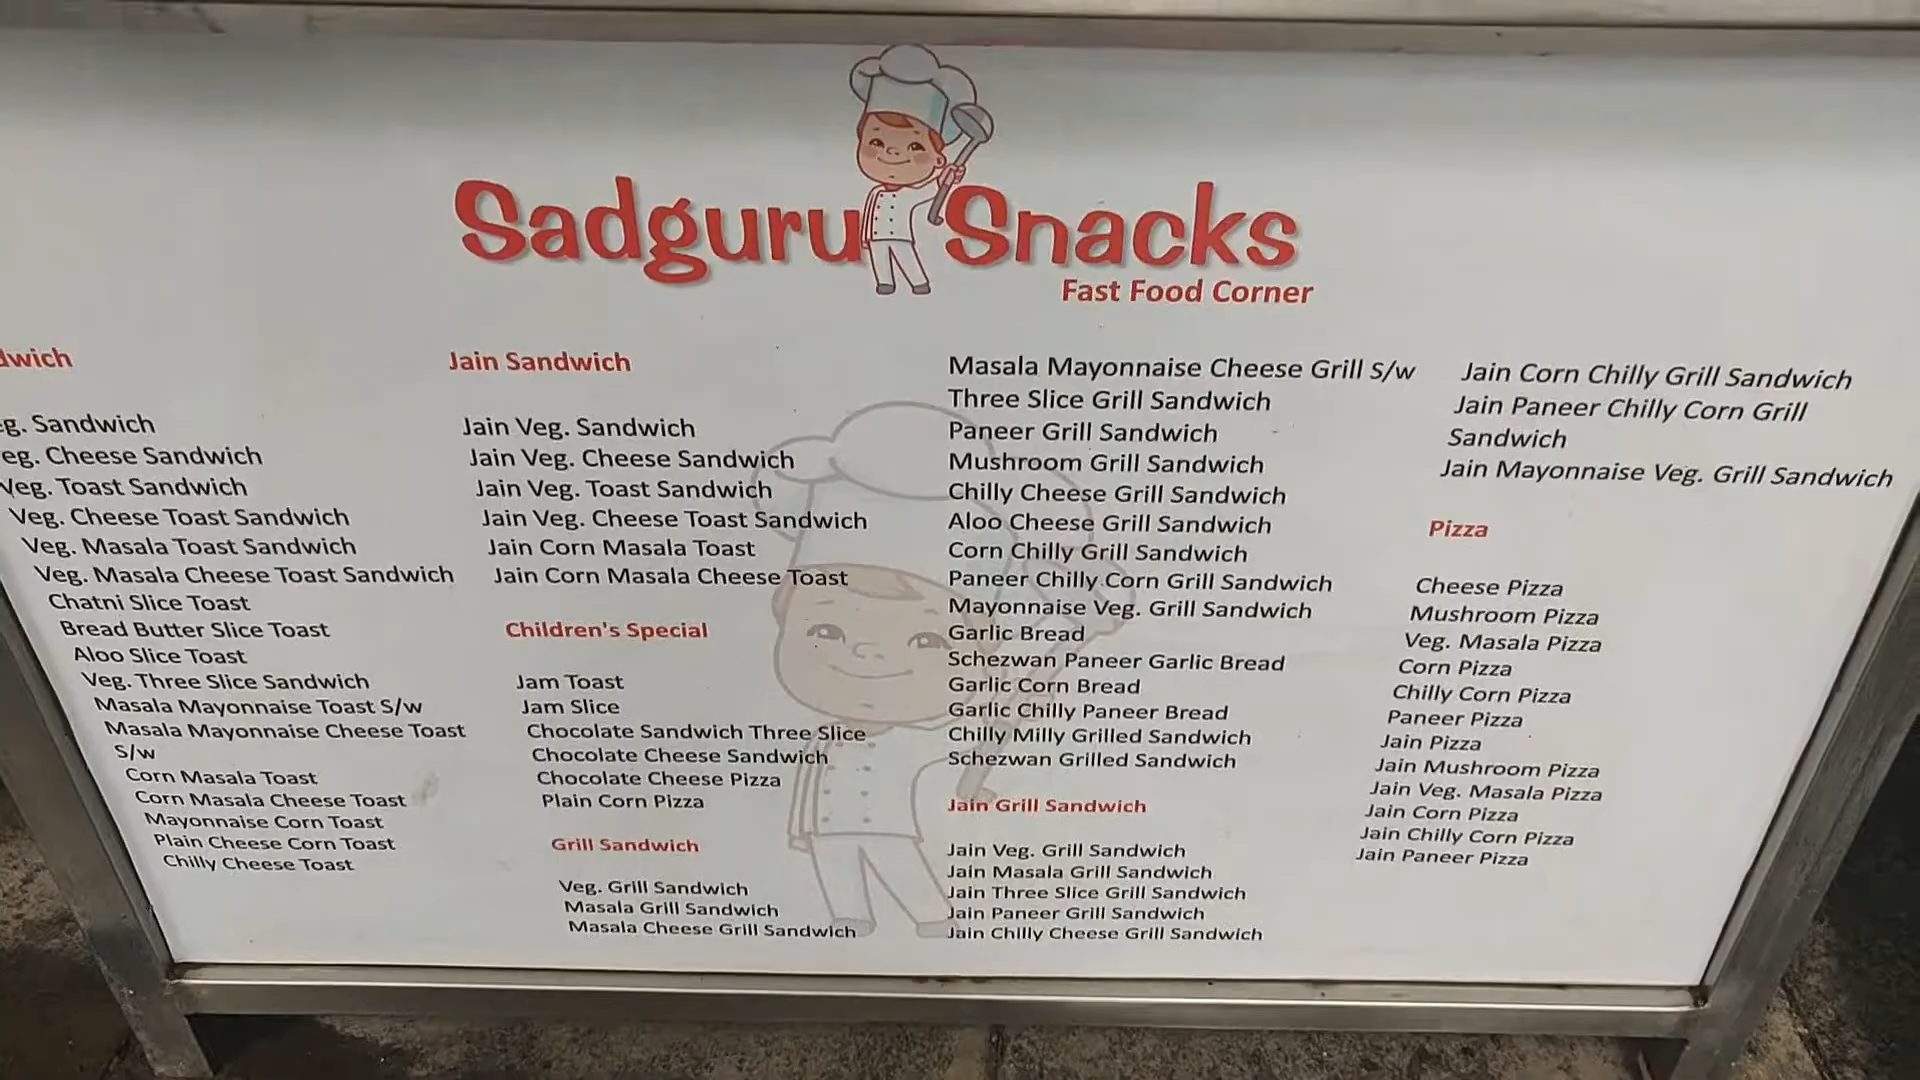 Sadguru Snacks
Fast Food Corner
Sandwich
Veg. Sandwich
Veg. Cheese Sandwich
Veg. Toast Sandwich
Veg. Cheese Toast Sandwich
Veg. Masala Toast Sandwich
Veg. Masala Cheese Toast Sandwich
Chatni Slice Toast
Bread Butter Slice Toast
Aloo Slice Toast
Veg. Three Slice Sandwich
Masala Mayonnaise Toast S/w
Masala Mayonnaise Cheese Toast
S/w
Corn Masala Toast
Corn Masala Cheese Toast
Mayonnaise Corn Toast
Plain Cheese Corn Toast
Chilly Cheese Toast
Jain Sandwich
Jain Veg. Sandwich
Jain Veg. Cheese Sandwich
Jain Veg. Toast Sandwich
Jain Veg. Cheese Toast Sandwich
Jain Corn Masala Toast
Jain Corn Masala Cheese Toast
Children's Special
Jam Toast
Jam Slice
Chocolate Sandwich Three Slice
Chocolate Cheese Sandwich
Chocolate Cheese Pizza
Plain Corn Pizza
Grill Sandwich
Veg. Grill Sandwich
Masala Grill Sandwich
Masala Cheese Grill Sandwich
Masala Mayonnaise Cheese Grill S/w
Three Slice Grill Sandwich
Paneer Grill Sandwich
Mushroom Grill Sandwich
Chilly Cheese Grill Sandwich
Aloo Cheese Grill Sandwich
Corn Chilly Grill Sandwich
Paneer Chilly Corn Grill Sandwich
Mayonnaise Veg. Grill Sandwich
Garlic Bread
Schezwan Paneer Garlic Bread
Garlic Corn Bread
Garlic Chilly Paneer Bread
Chilly Milly Grilled Sandwich
Schezwan Grilled Sandwich
Jain Grill Sandwich
Jain Veg. Grill Sandwich
Jain Masala Grill Sandwich
Jain Three Slice Grill Sandwich
Jain Paneer Grill Sandwich
Jain Chilly Cheese Grill Sandwich
Jain Corn Chilly Grill Sandwich
Jain Paneer Chilly Corn Grill
Sandwich
Jain Mayonnaise Veg. Grill Sandwich
Pizza
Cheese Pizza
Mushroom Pizza
Veg. Masala Pizza
Corn Pizza
Chilly Corn Pizza
Paneer Pizza
Jain Pizza
Jain Mushroom Pizza
Jain Veg. Masala Pizza
Jain Corn Pizza
Jain Chilly Corn Pizza
Jain Paneer Pizza